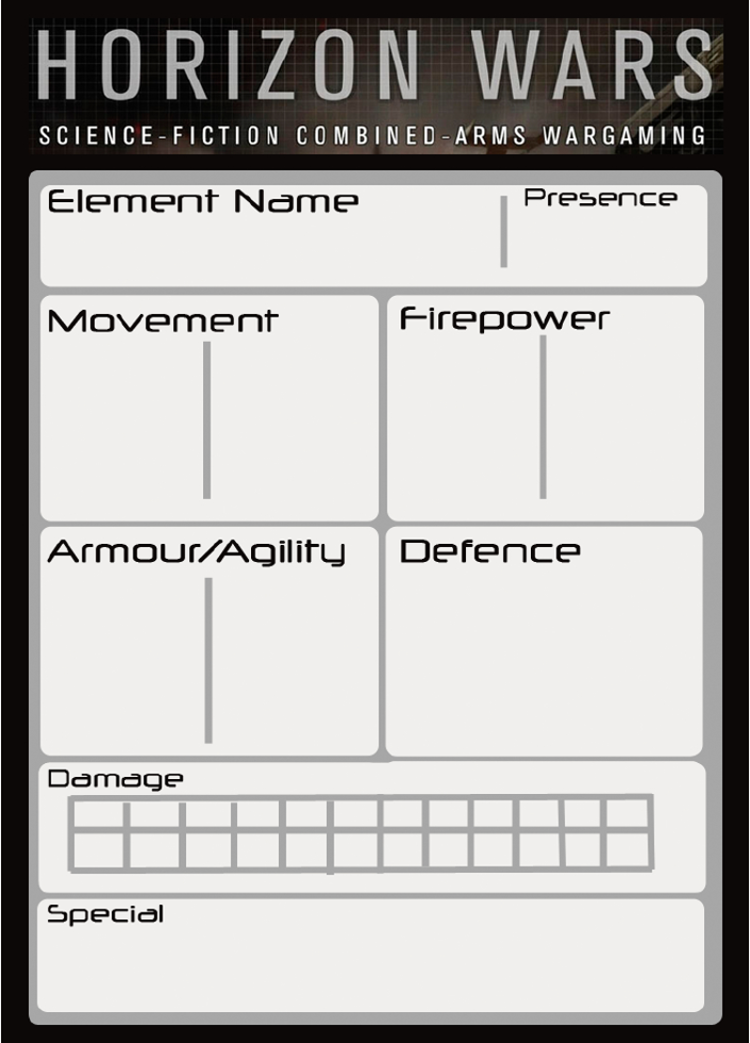 HORIZON WARS
SCIENCE-FICTION COMBINED-ARMS WARGAMING
Element Name
Presence
Movement
Firepower
Armour/Agility
Defence
Damage
Special